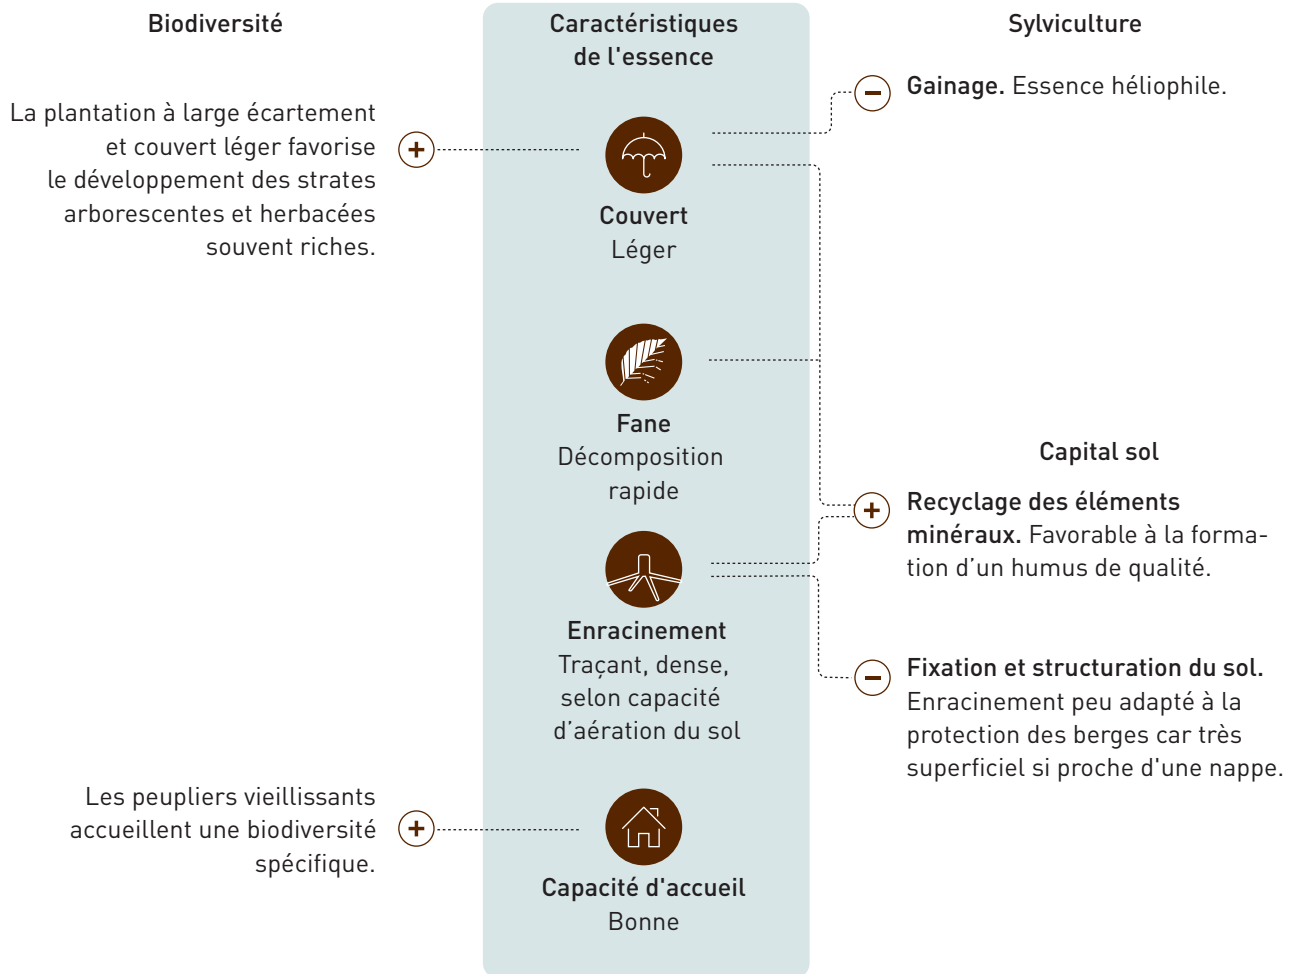 Biodiversité
La plantation à large écartement
et couvert léger favorise
le développement des strates
arborescentes et herbacées
souvent riches.
Les peupliers vieillissants
accueillent une biodiversité
spécifique.
Caractéristiques
de l'essence
Couvert
Léger
Fane
Décomposition
rapide
Enracinement
Traçant, dense,
selon capacité
d’aération du sol
Capacité d'accueil
Bonne
Sylviculture
Gainage. Essence héliophile.
Capital sol
Recyclage des éléments
minéraux. Favorable à la forma-
tion d’un humus de qualité.
Fixation et structuration du sol.
Enracinement peu adapté à la
protection des berges car très
superficiel si proche d'une nappe.